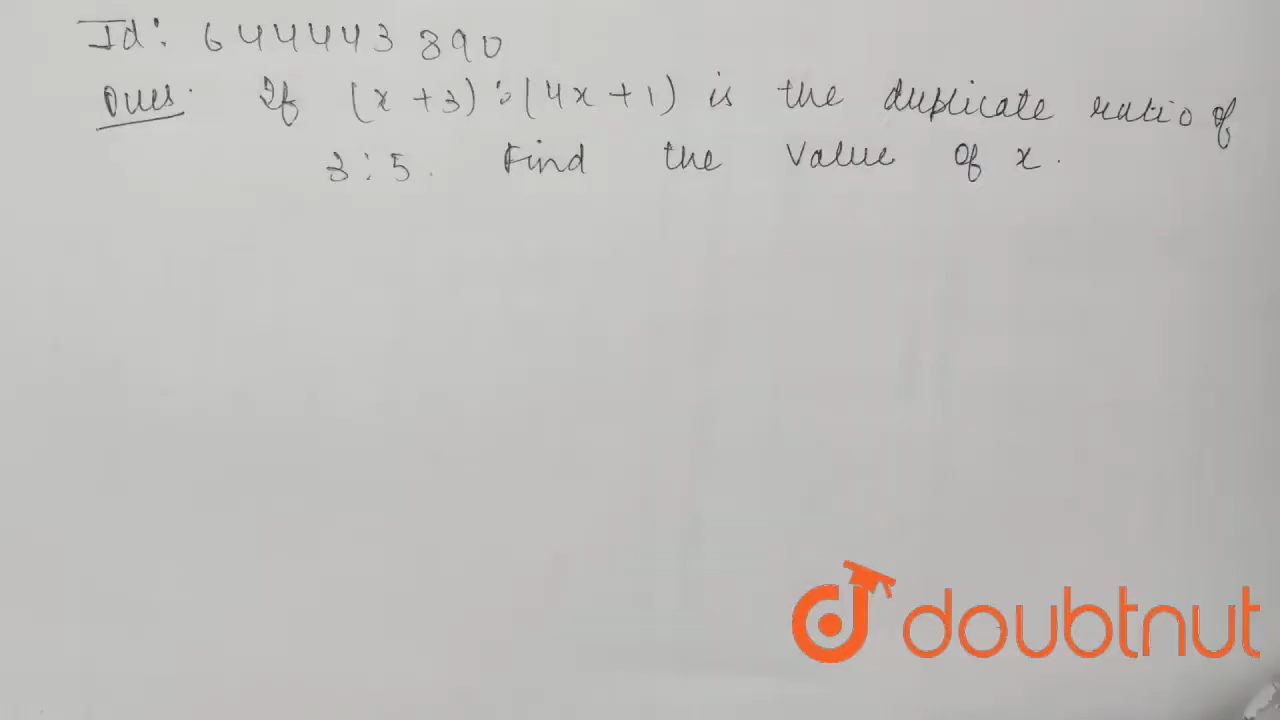 Id: 644443890
Ques. If (x+3):(4x+1) is the duplicate ratio of
3:5. Find the value of x.
doubtnut